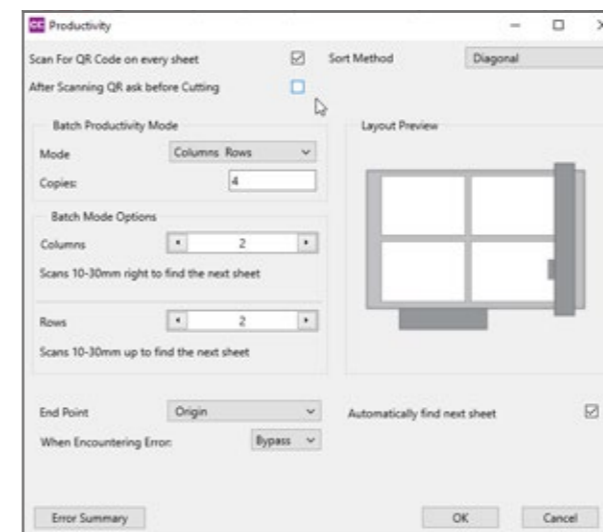 CC Productivity
Scan For QR Code on every sheet
Sort Method Diagonal
After Scanning QR ask before Cutting
Batch Productivity Mode
Mode Columns Rows
Copies: 4
Layout Preview
Batch Mode Options
Columns 2
Scans 10-30mm right to find the next sheet
Rows 2
Scans 10-30mm up to find the next sheet
End Point Origin
Automatically find next sheet
When Encountering Error: Bypass
Error Summary
OK
Cancel